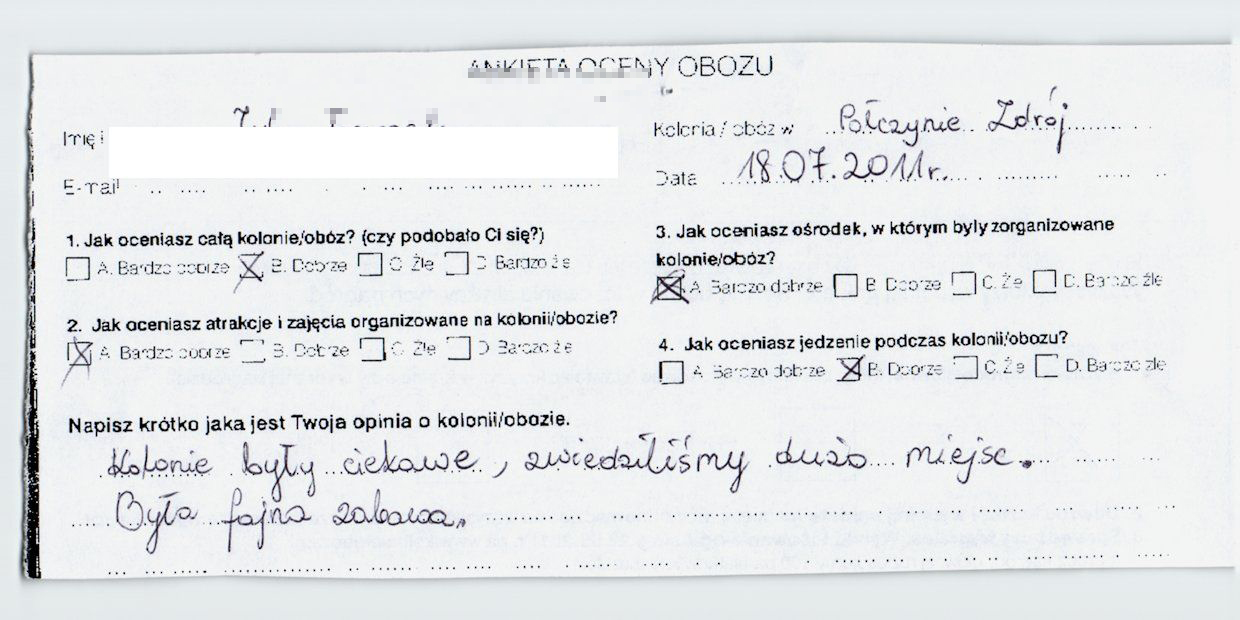 ANKIETA OCENY OBOZU
Imię i
Kolonia / obóz w Połczynie Zdrój
E-mail
Data 18.07.2011r.
1. Jak oceniasz całą kolonie/obóz? (czy podobało Ci się?)
A. Bardzo dobrze B. Dobrze C. Źle D. Bardzo źle
2. Jak oceniasz atrakcje i zajęcia organizowane na kolonii/obozie?
A. Bardzo dobrze B. Dobrze C. Źle D. Bardzo źle
3. Jak oceniasz ośrodek, w którym byly zorganizowane
kolonie/obóz?
A. Bardzo dobrze B. Dobrze C. Źle D. Bardzo źle
4. Jak oceniasz jedzenie podczas kolonii/obozu?
A. Bardzo dobrze B. Dobrze C. Źle D. Bardzo źle
Napisz krótko jaka jest Twoja opinia o kolonii/obozie.
Kolonie były ciekawe, zwiedziliśmy dużo miejsc.
Była fajna zabawa.